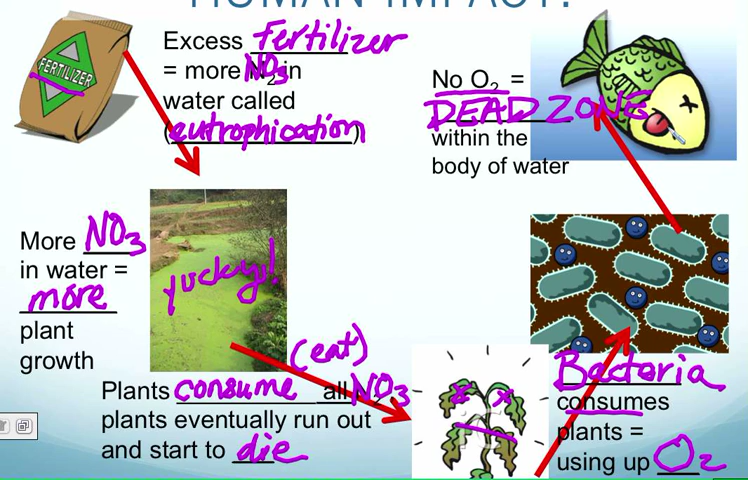 HUMAN IMPACT:
Excess fertilizer
= more NO3 in
water called
(eutrophication)
FERTILIZER
No O2 =
DEAD ZONE
within the
body of water
More NO3
in water =
more
plant
growth
yucky!
(eat)
Plants consume all NO3
plants eventually run out
and start to die
Bacteria
consumes
plants =
using up O2